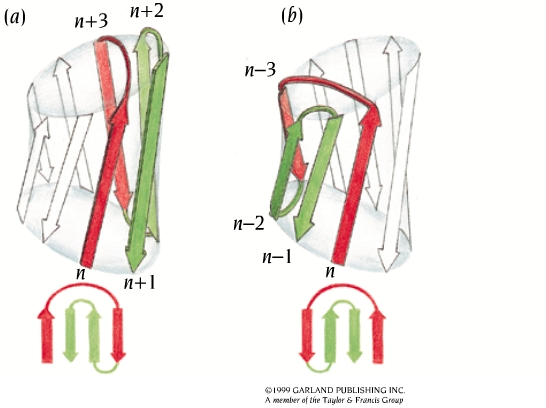 (a)
n+3
n+2
n
n+1
(b)
n−3
n−2
n−1
n
©1999 GARLAND PUBLISHING INC.
A member of the Taylor & Francis Group